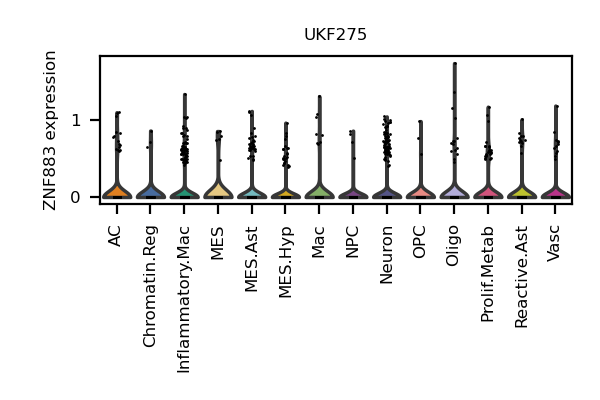 UKF275
ZNF883 expression
1
0
AC
Chromatin.Reg
Inflammatory.Mac
MES
MES.Ast
MES.Hyp
Mac
NPC
Neuron
OPC
Oligo
Prolif.Metab
Reactive.Ast
Vasc